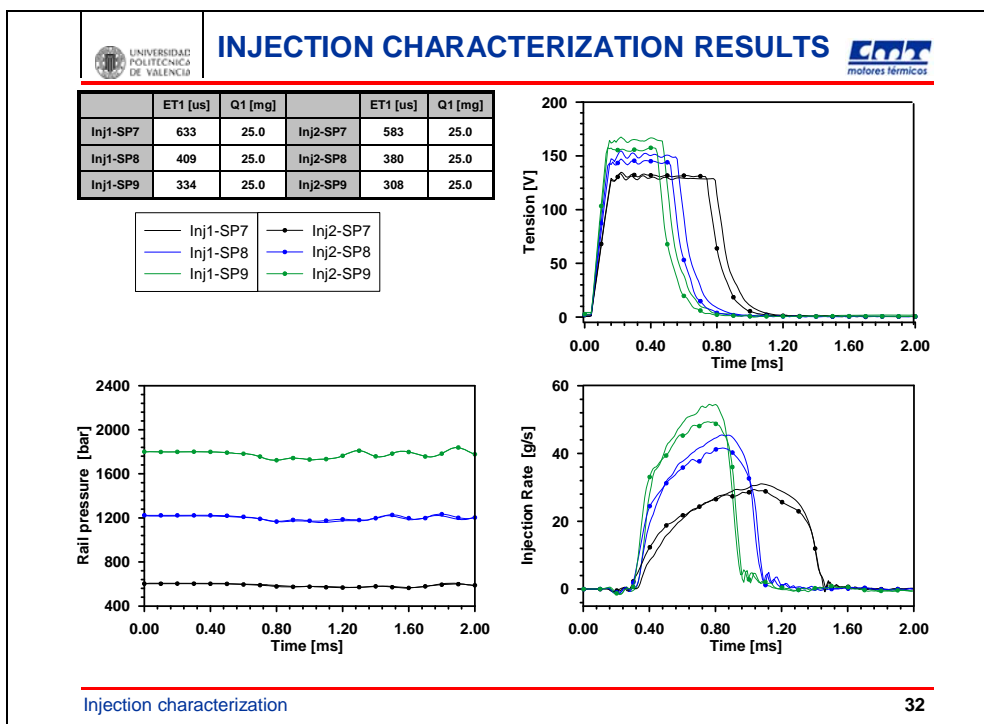 UNIVERSIDAD
POLITECNICA
DE VALENCIA
INJECTION CHARACTERIZATION RESULTS
CMT
motores térmicos
ET1 [us] Q1 [mg] ET1 [us] Q1 [mg]
Inj1-SP7 633 25.0 Inj2-SP7 583 25.0
Inj1-SP8 409 25.0 Inj2-SP8 380 25.0
Inj1-SP9 334 25.0 Inj2-SP9 308 25.0
Inj1-SP7 Inj2-SP7
Inj1-SP8 Inj2-SP8
Inj1-SP9 Inj2-SP9
Tension [V]
200
150
100
50
0
0.00 0.40 0.80 1.20 1.60 2.00
Time [ms]
Rail pressure [bar]
2400
2000
1600
1200
800
400
0.00 0.40 0.80 1.20 1.60 2.00
Time [ms]
Injection Rate [g/s]
60
40
20
0
0.00 0.40 0.80 1.20 1.60 2.00
Time [ms]
Injection characterization 32